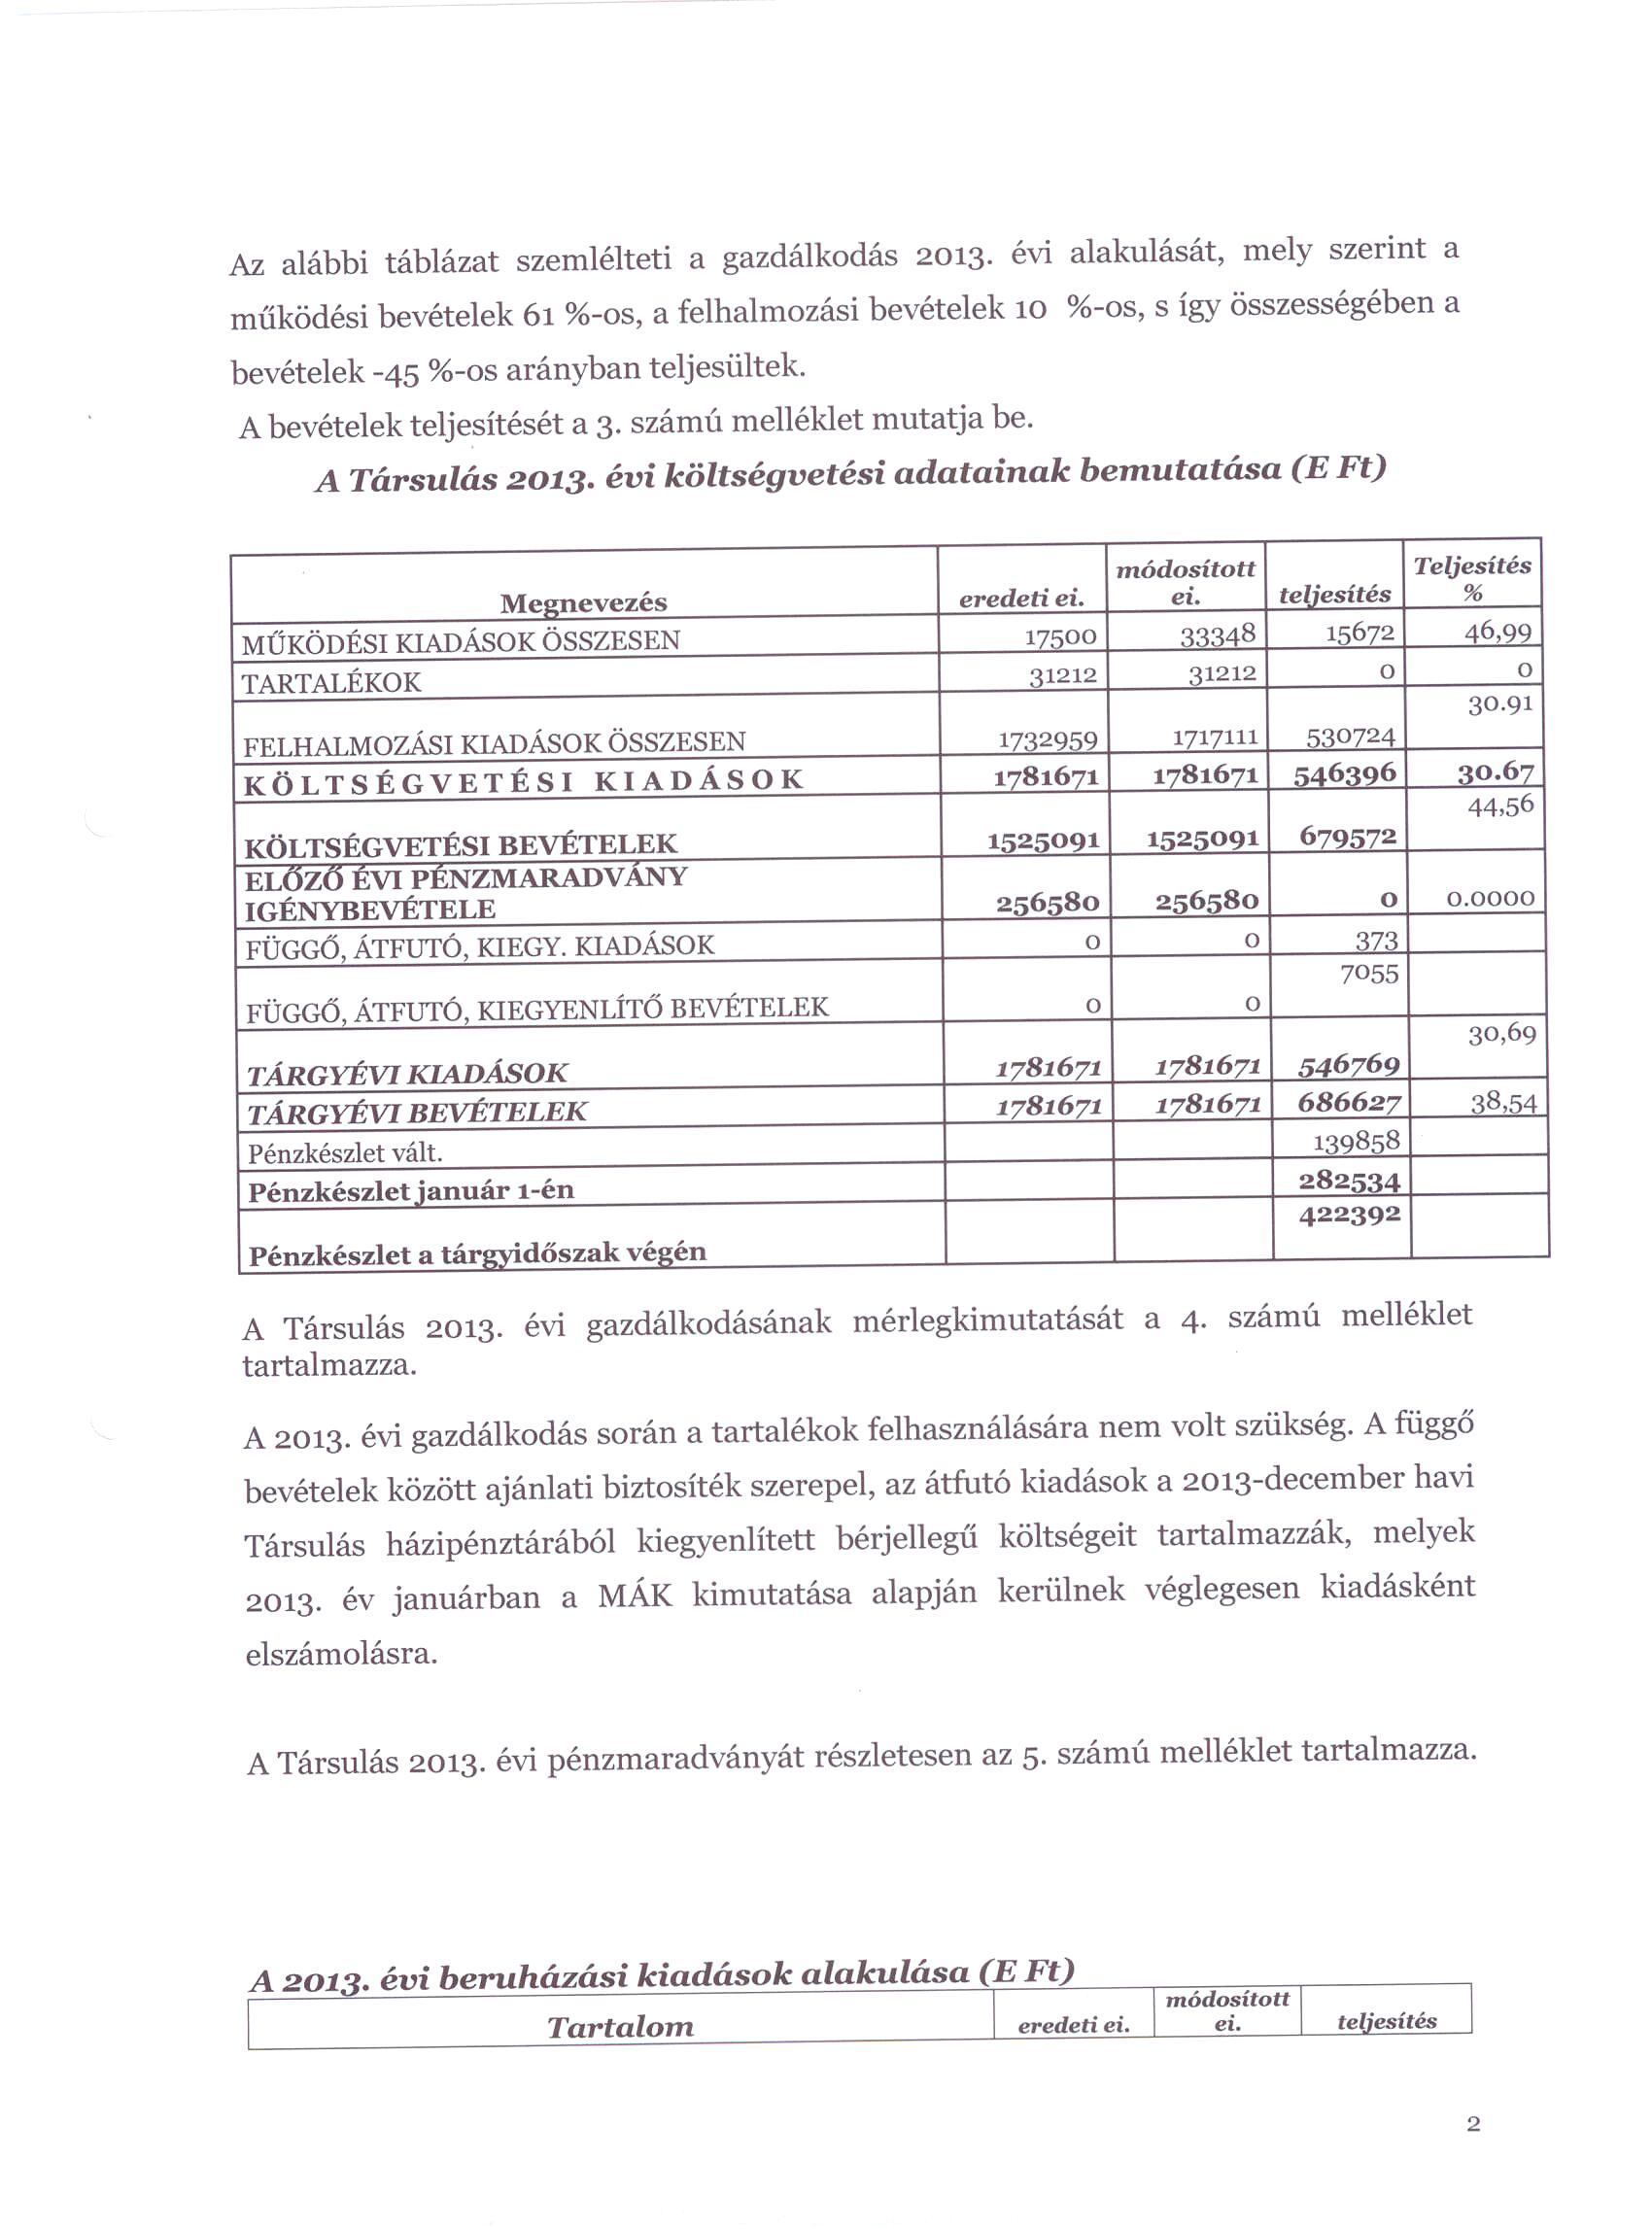 Az alábbi táblázat szemlélteti a gazdálkodás 2013. évi alakulását, mely szerint a
működési bevételek 61 %-os, a felhalmozási bevételek 10 %-os, s így összességében a
bevételek -45 %-os arányban teljesültek.
A bevételek teljesítését a 3. számú melléklet mutatja be.
A Társulás 2013. évi költségvetési adatainak bemutatása (E Ft)
Megnevezés eredeti ei. módosított ei. teljesítés Teljesítés %
MŰKÖDÉSI KIADÁSOK ÖSSZESEN 17500 33348 15672 46,99
TARTALÉKOK 31212 31212 0 0
FELHALMOZÁSI KIADÁSOK ÖSSZESEN 1732959 1717111 530724 30.91
KÖLTSÉGVETÉSI KIADÁSOK 1781671 1781671 546396 30.67
KÖLTSÉGVETÉSI BEVÉTELEK 1525091 1525091 679572 44,56
ELŐZŐ ÉVI PÉNZMARADVÁNY
IGÉNYBEVÉTELE 256580 256580 0 0.0000
FÜGGŐ, ÁTFUTÓ, KIEGY. KIADÁSOK 0 0 373
FÜGGŐ, ÁTFUTÓ, KIEGYENLÍTŐ BEVÉTELEK 0 0 7055
TÁRGYÉVI KIADÁSOK 1781671 1781671 546769 30,69
TÁRGYÉVI BEVÉTELEK 1781671 1781671 686627 38,54
Pénzkészlet vált. 139858
Pénzkészlet január 1-én 282534
Pénzkészlet a tárgyidőszak végén 422392
A Társulás 2013. évi gazdálkodásának mérlegkimutatását a 4. számú melléklet
tartalmazza.
A 2013. évi gazdálkodás során a tartalékok felhasználására nem volt szükség. A függő
bevételek között ajánlati biztosíték szerepel, az átfutó kiadások a 2013-december havi
Társulás házipénztárából kiegyenlített bérjellegű költségeit tartalmazzák, melyek
2013. év januárban a MÁK kimutatása alapján kerülnek véglegesen kiadásként
elszámolásra.
A Társulás 2013. évi pénzmaradványát részletesen az 5. számú melléklet tartalmazza.
A 2013. évi beruházási kiadások alakulása (E Ft)
Tartalom eredeti ei. módosított ei. teljesítés
2